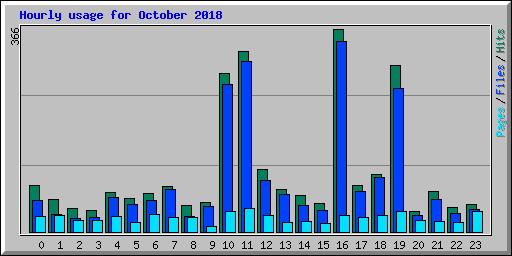 Hourly usage for October 2018
366
Pages / Files / Hits
0 1 2 3 4 5 6 7 8 9 10 11 12 13 14 15 16 17 18 19 20 21 22 23